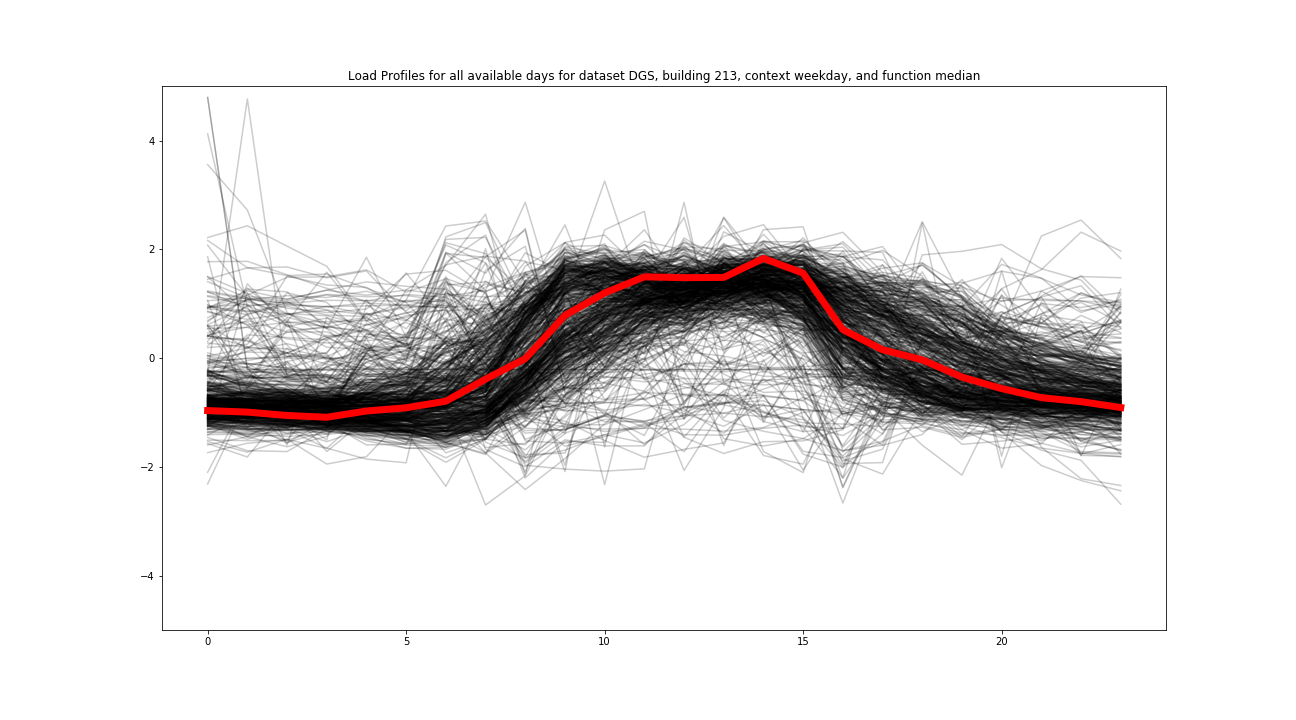 Load Profiles for all available days for dataset DGS, building 213, context weekday, and function median
4
2
0
−2
−4
0 5 10 15 20